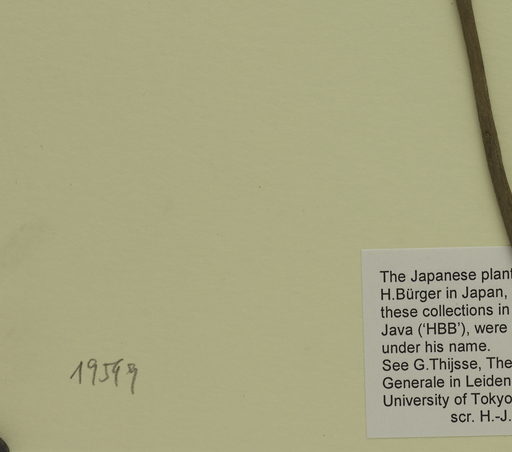 The Japanese plant
H.Bürger in Japan,
these collections in
Java (‘HBB’), were
under his name.
See G.Thijsse, The
Generale in Leiden
University of Tokyo
scr. H.-J.